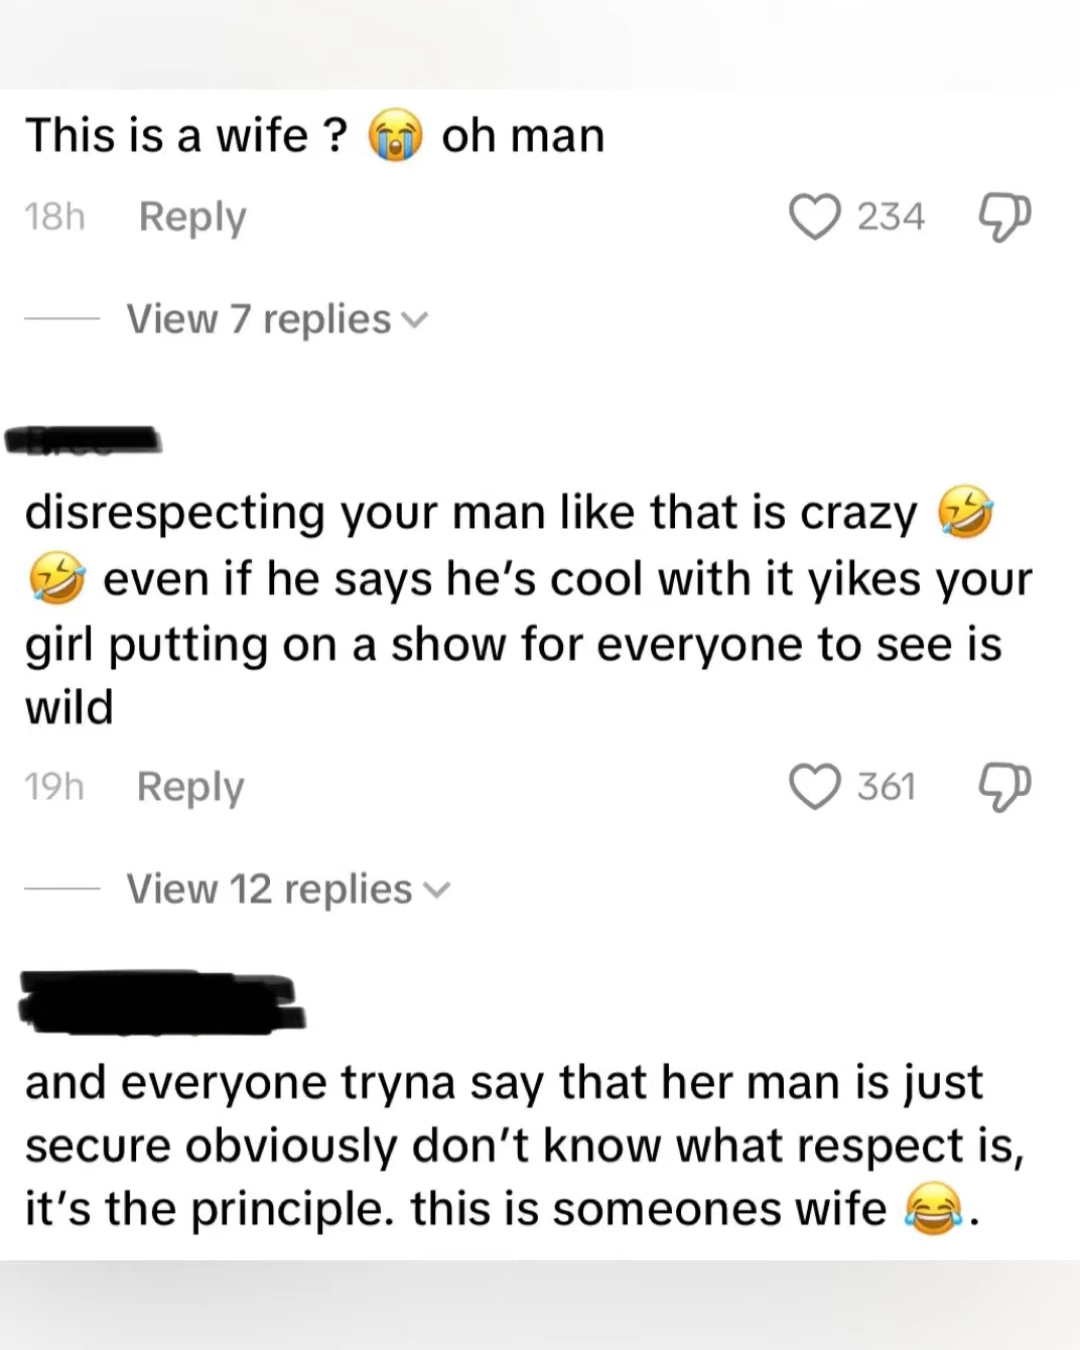 This is a wife ? 😭 oh man
18h Reply 234
View 7 replies
disrespecting your man like that is crazy 🤣
🤣 even if he says he's cool with it yikes your
girl putting on a show for everyone to see is
wild
19h Reply 361
View 12 replies
and everyone tryna say that her man is just
secure obviously don't know what respect is,
it's the principle. this is someones wife 😂.